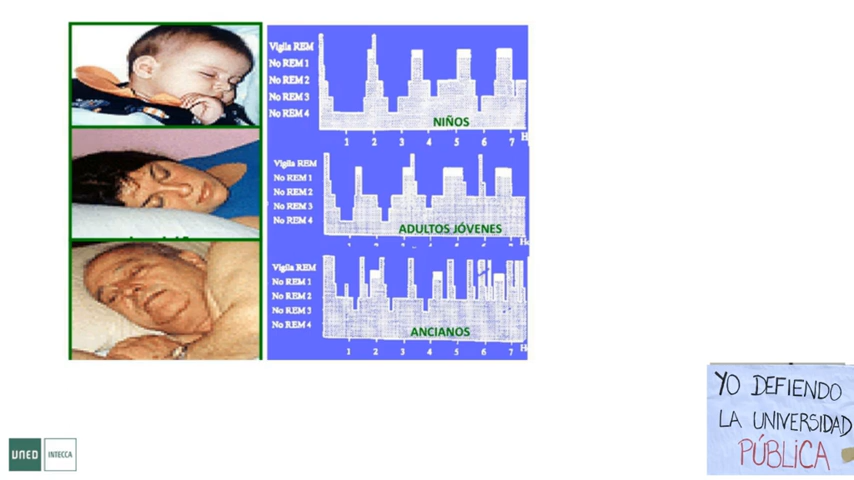 Vigilia REM
No REM 1
No REM 2
No REM 3
No REM 4
NIÑOS
1 2 3 4 5 6 7 H
Vigilia REM
No REM 1
No REM 2
No REM 3
No REM 4
ADULTOS JÓVENES
Vigilia REM
No REM 1
No REM 2
No REM 3
No REM 4
ANCIANOS
1 2 3 4 5 6 7
YO DEFIENDO
LA UNIVERSIDAD
PÚBLICA
UNED INTECCA